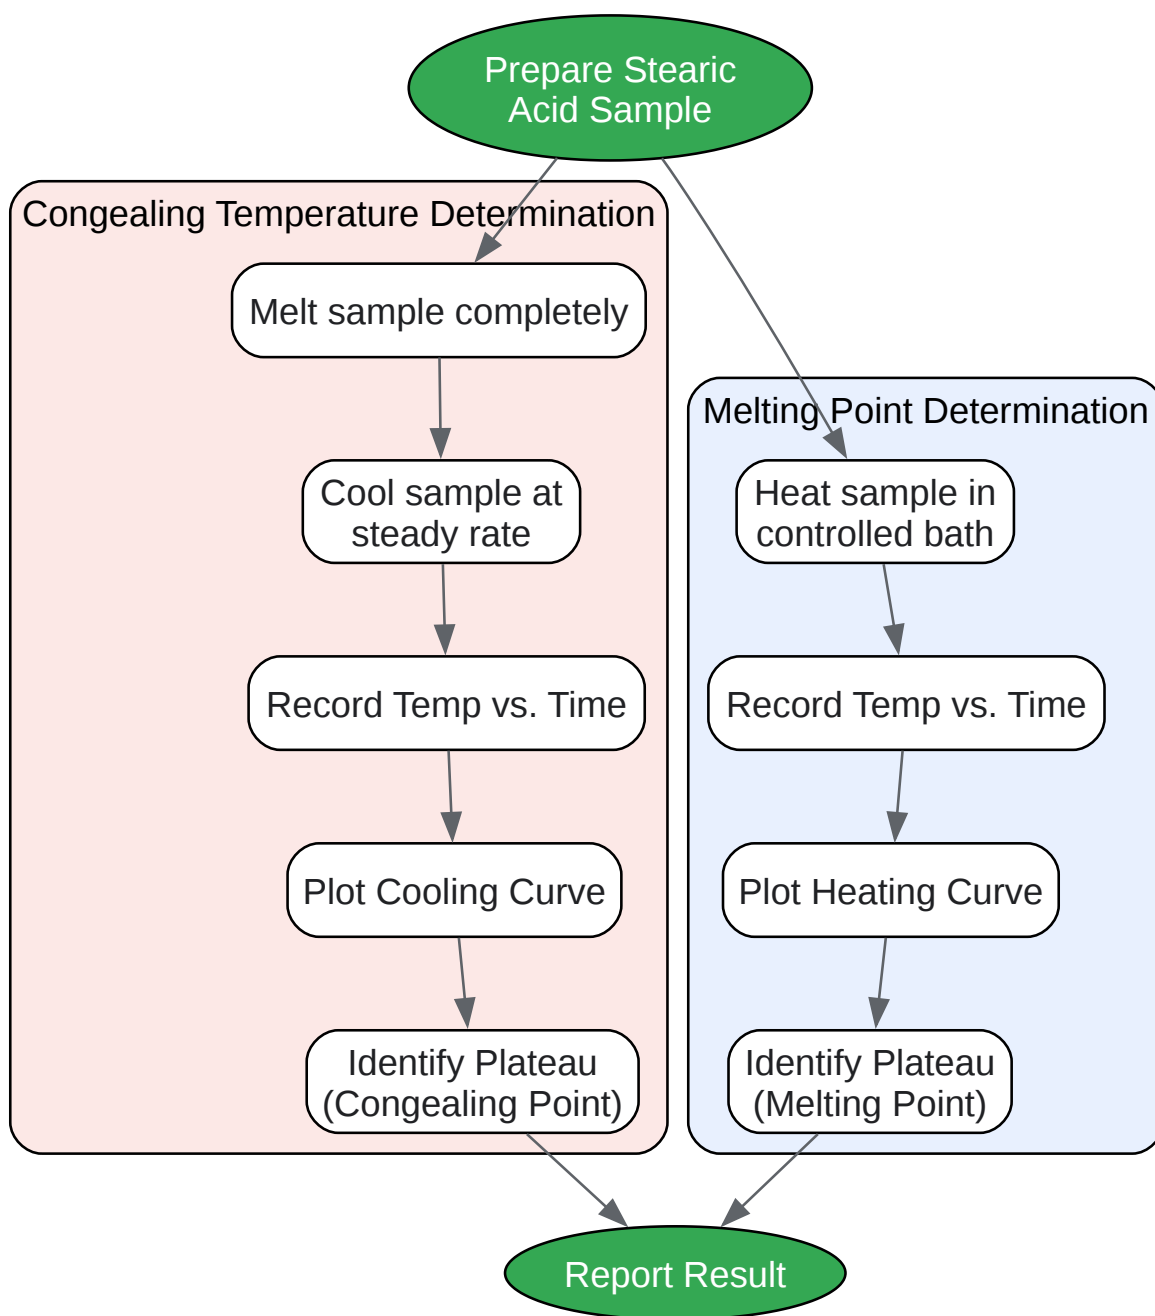 Prepare Stearic
Acid Sample
Congealing Temperature Determination
Melt sample completely
Cool sample at
steady rate
Record Temp vs. Time
Plot Cooling Curve
Identify Plateau
(Congealing Point)
Melting Point Determination
Heat sample in
controlled bath
Record Temp vs. Time
Plot Heating Curve
Identify Plateau
(Melting Point)
Report Result